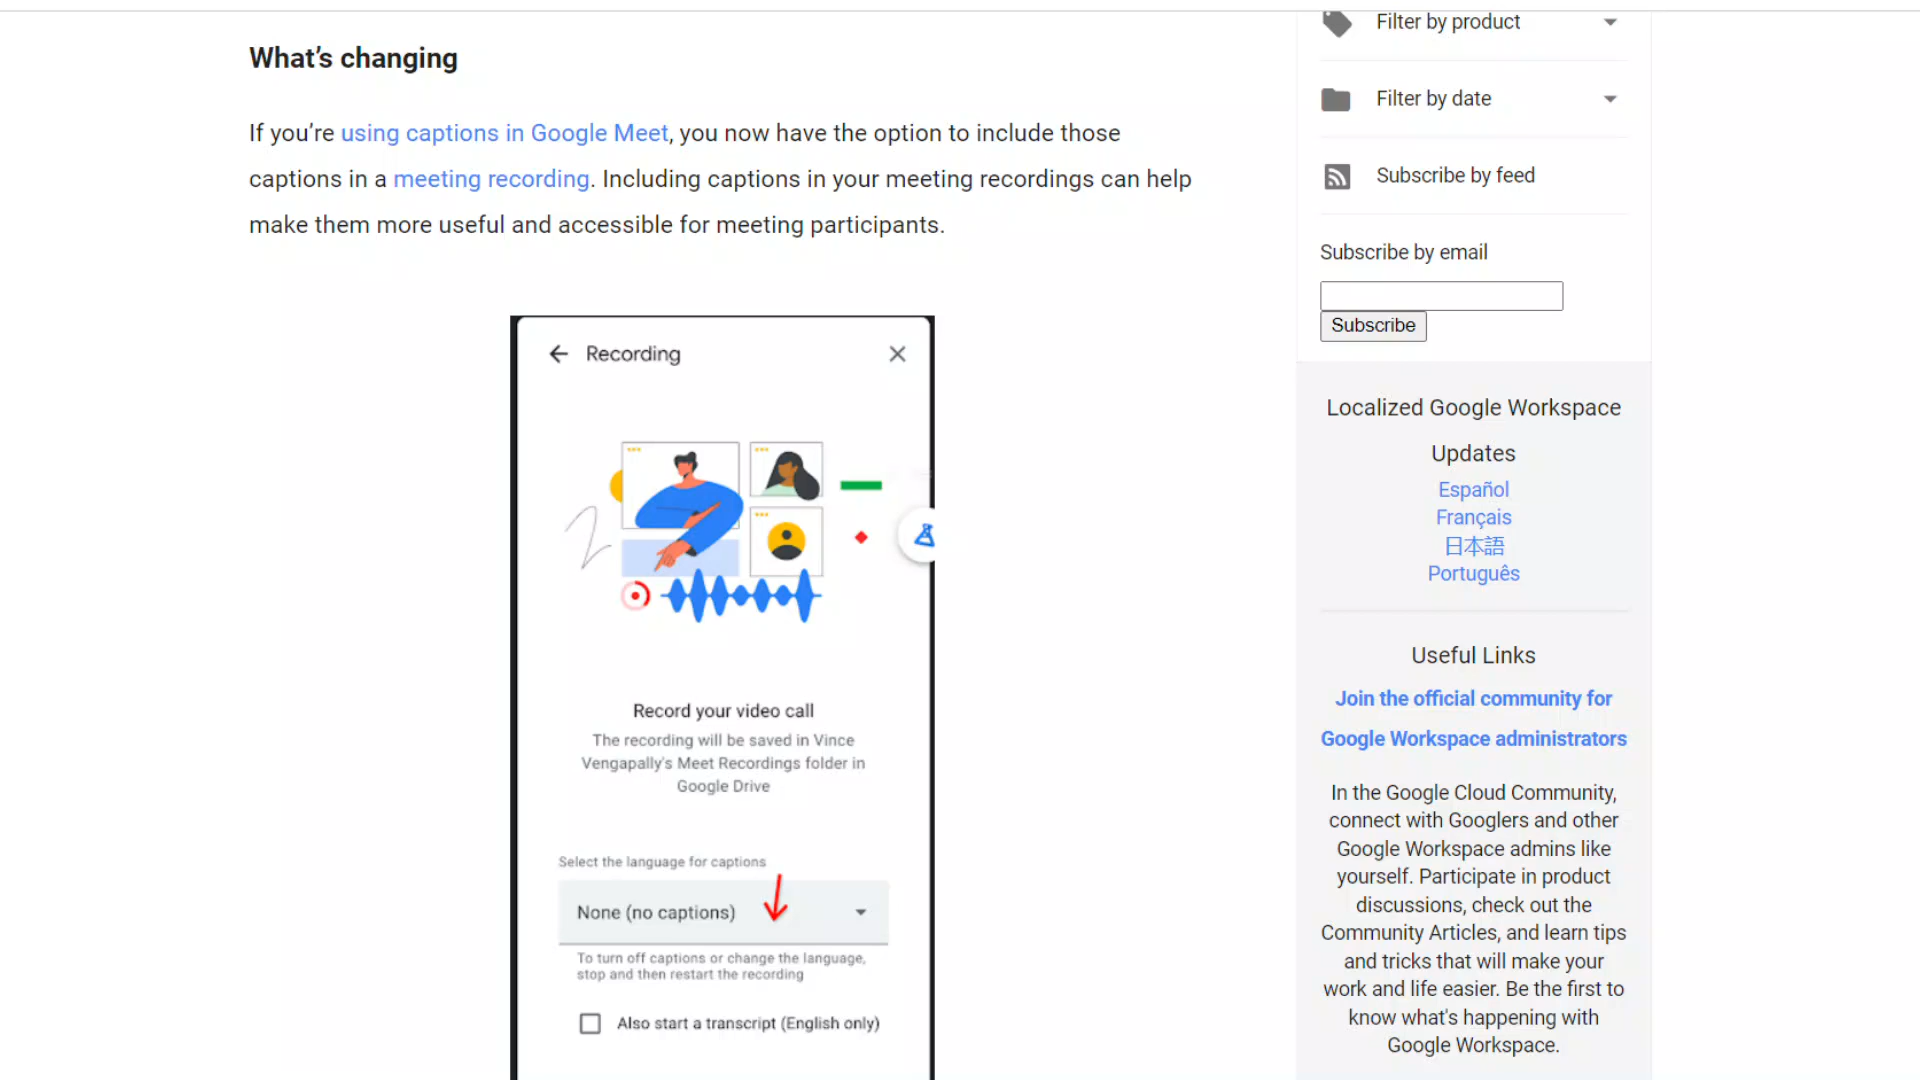 What's changing
If you're using captions in Google Meet, you now have the option to include those
captions in a meeting recording. Including captions in your meeting recordings can help
make them more useful and accessible for meeting participants.
Recording
Record your video call
The recording will be saved in Vince
Vengapally's Meet Recordings folder in
Google Drive
Select the language for captions
None (no captions)
To turn off captions or change the language,
stop and then restart the recording
Also start a transcript (English only)
Filter by product
Filter by date
Subscribe by feed
Subscribe by email
Subscribe
Localized Google Workspace
Updates
Español
Français
日本語
Português
Useful Links
Join the official community for
Google Workspace administrators
In the Google Cloud Community,
connect with Googlers and other
Google Workspace admins like
yourself. Participate in product
discussions, check out the
Community Articles, and learn tips
and tricks that will make your
work and life easier. Be the first to
know what's happening with
Google Workspace.